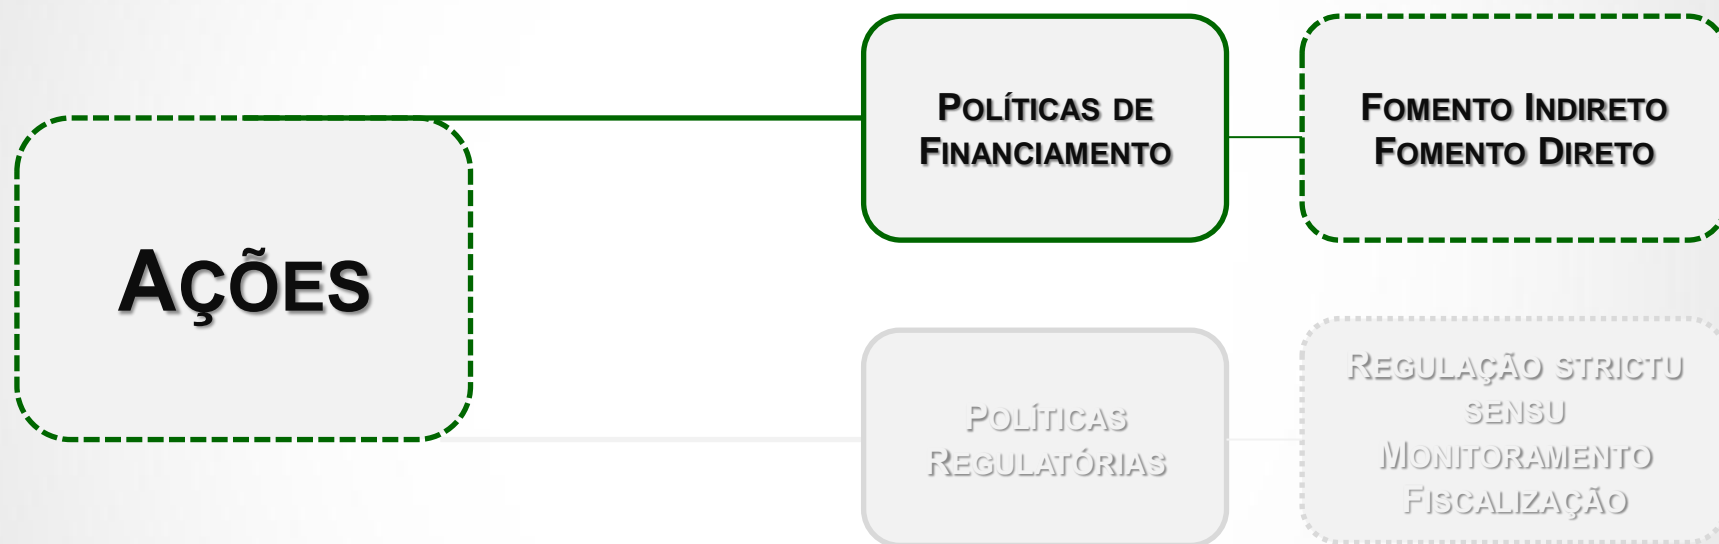 AÇÕES
POLÍTICAS DE
FINANCIAMENTO
FOMENTO INDIRETO
FOMENTO DIRETO
POLÍTICAS
REGULATÓRIAS
REGULAÇÃO STRICTU
SENSU
MONITORAMENTO
FISCALIZAÇÃO